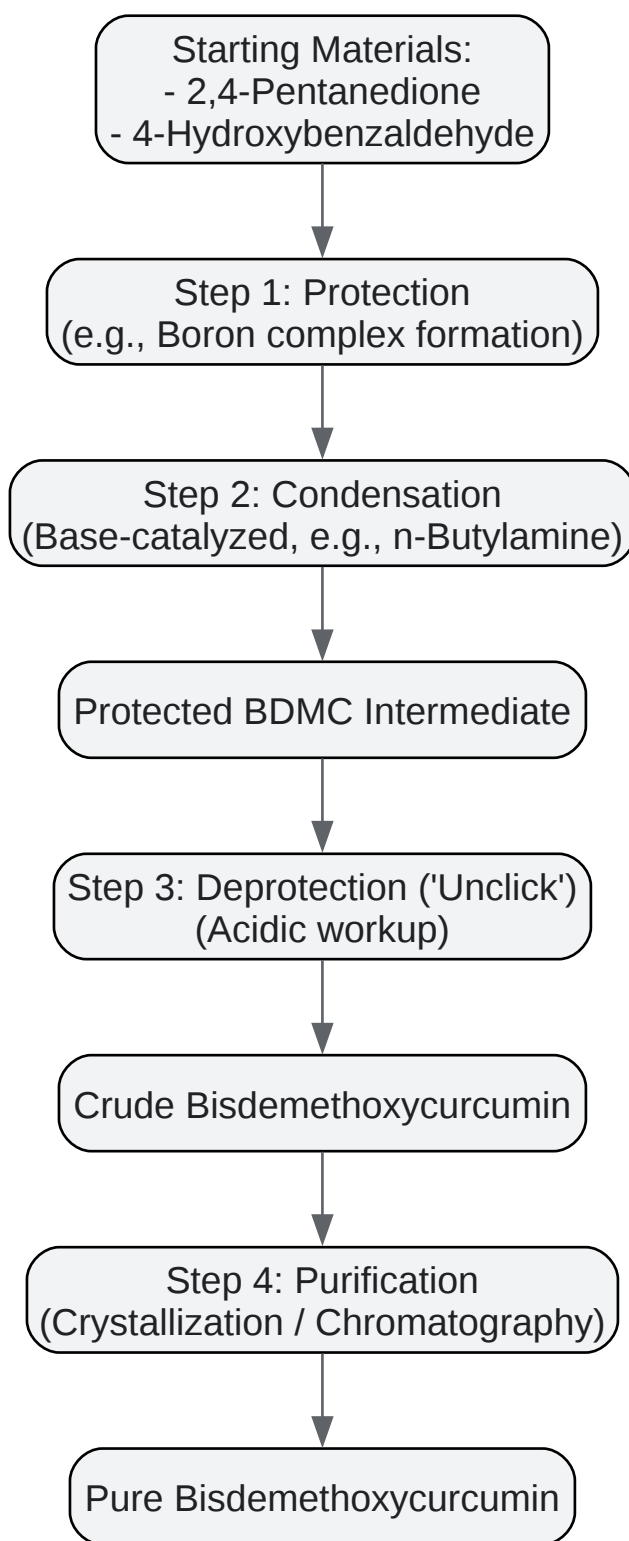 Starting Materials:
- 2,4-Pentanedione
- 4-Hydroxybenzaldehyde
Step 1: Protection
(e.g., Boron complex formation)
Step 2: Condensation
(Base-catalyzed, e.g., n-Butylamine)
Protected BDMC Intermediate
Step 3: Deprotection ('Unclick')
(Acidic workup)
Crude Bisdemethoxycurcumin
Step 4: Purification
(Crystallization / Chromatography)
Pure Bisdemethoxycurcumin